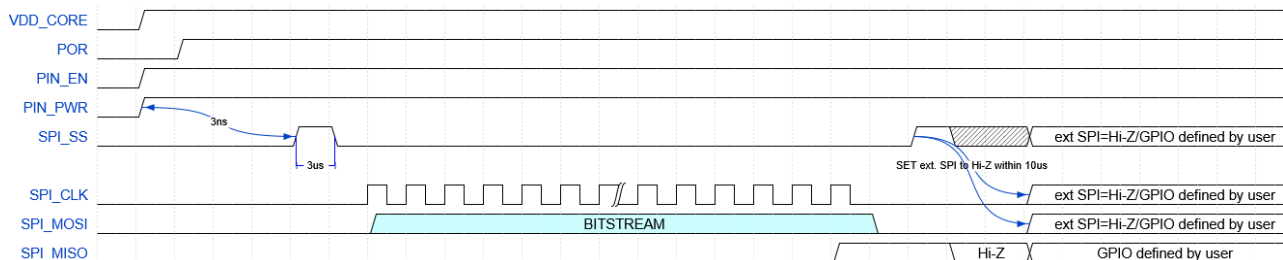 VDD_CORE
POR
PIN_EN
PIN_PWR
3ns
SPI_SS
ext SPI=Hi-Z/GPIO defined by user
3us
SET ext. SPI to Hi-Z within 10us
SPI_CLK
ext SPI=Hi-Z/GPIO defined by user
SPI_MOSI
BITSTREAM
ext SPI=Hi-Z/GPIO defined by user
SPI_MISO
Hi-Z
GPIO defined by user